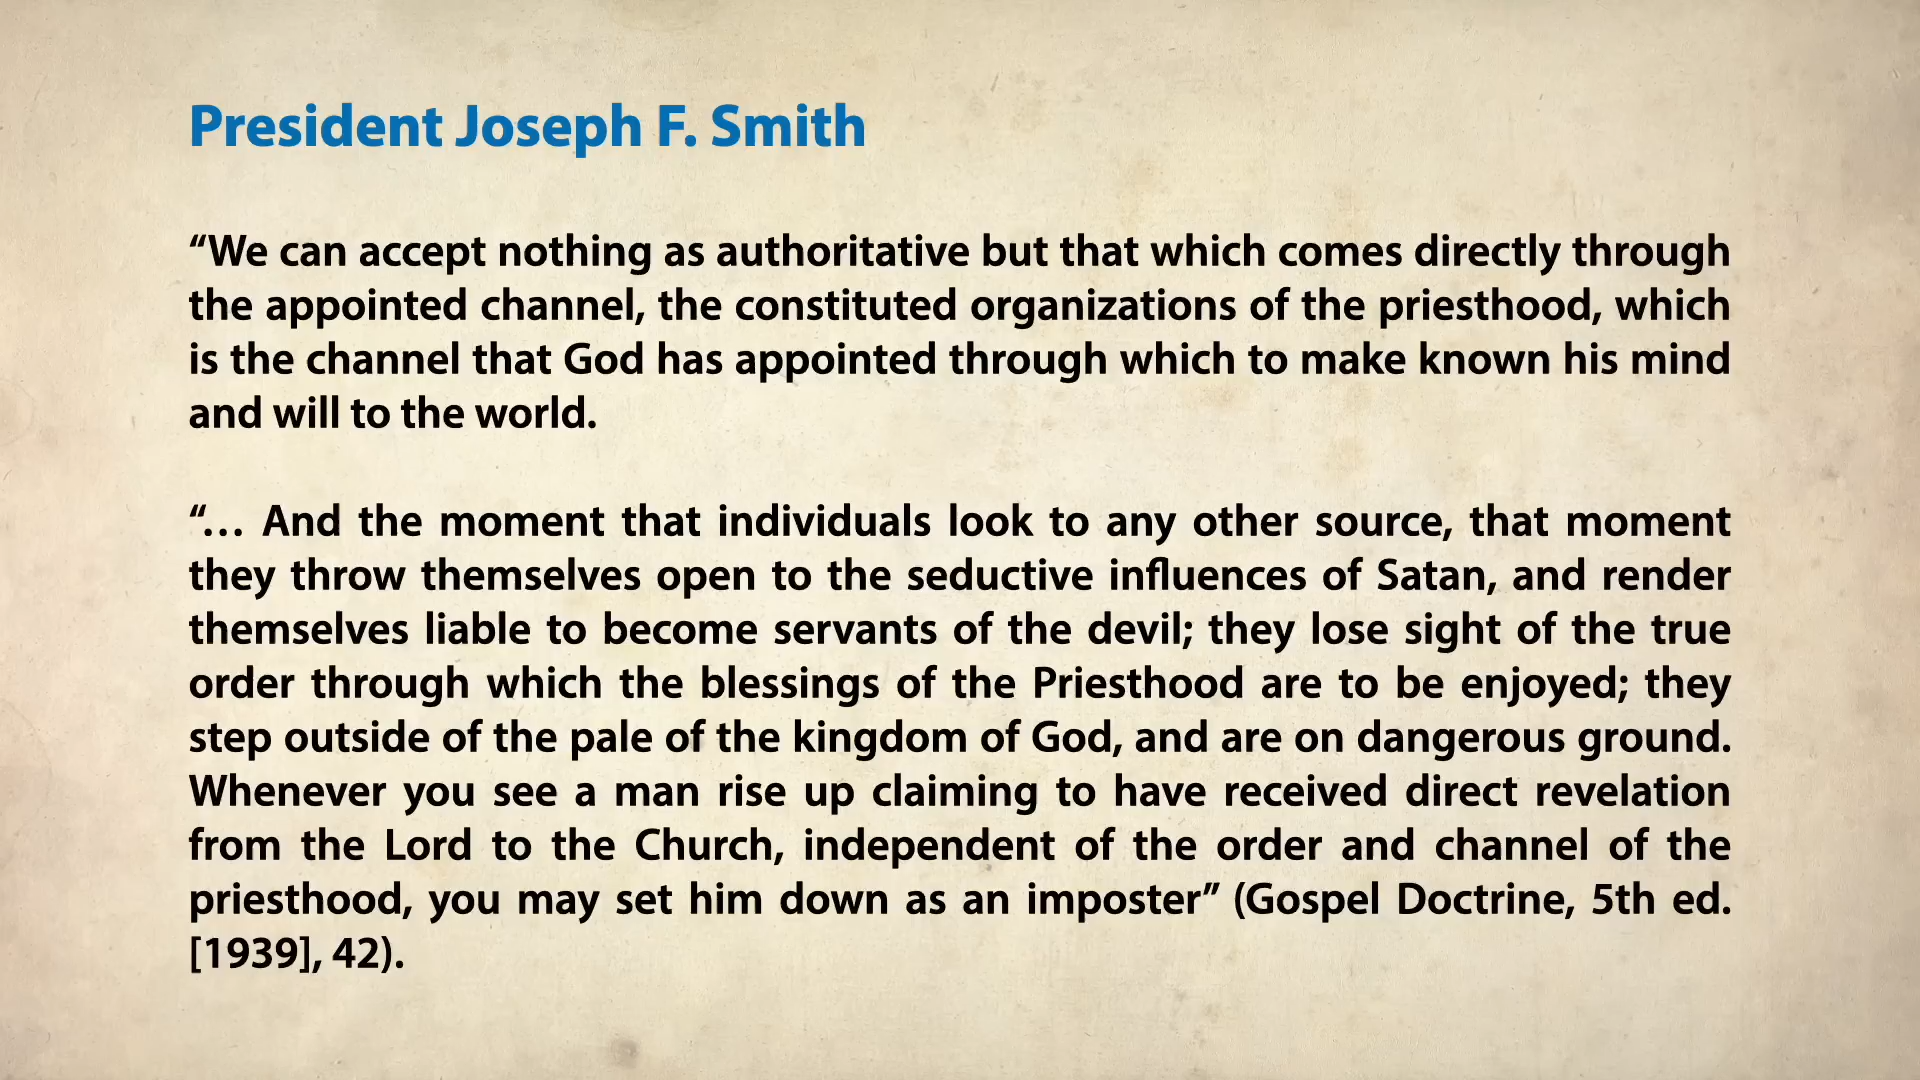 President Joseph F. Smith
“We can accept nothing as authoritative but that which comes directly through
the appointed channel, the constituted organizations of the priesthood, which
is the channel that God has appointed through which to make known his mind
and will to the world.
“… And the moment that individuals look to any other source, that moment
they throw themselves open to the seductive influences of Satan, and render
themselves liable to become servants of the devil; they lose sight of the true
order through which the blessings of the Priesthood are to be enjoyed; they
step outside of the pale of the kingdom of God, and are on dangerous ground.
Whenever you see a man rise up claiming to have received direct revelation
from the Lord to the Church, independent of the order and channel of the
priesthood, you may set him down as an imposter” (Gospel Doctrine, 5th ed.
[1939], 42).